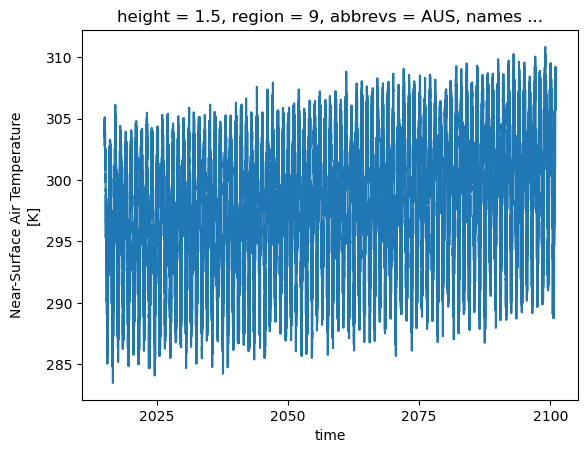 height = 1.5, region = 9, abbrevs = AUS, names ...
Near-Surface Air Temperature
[K]
310
305
300
295
290
285
2025
2050
2075
2100
time